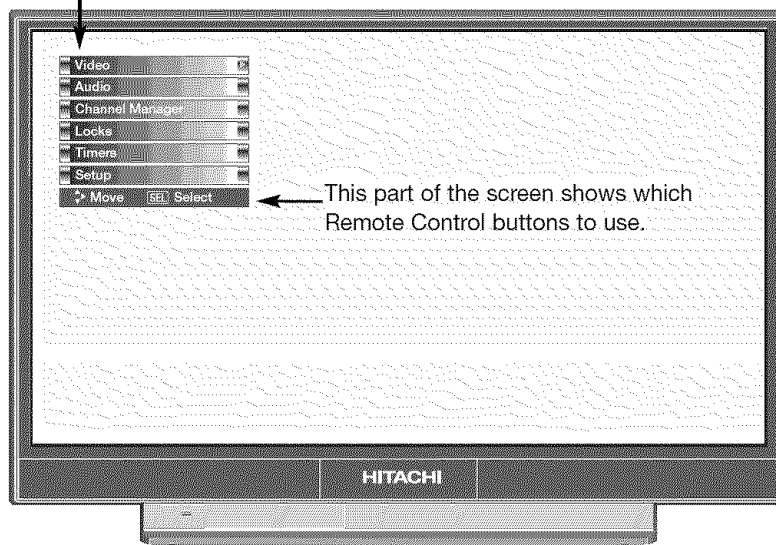 Video
Audio
Channel Manager
Locks
Timers
Setup
Move SEL Select
This part of the screen shows which
Remote Control buttons to use.
HITACHI